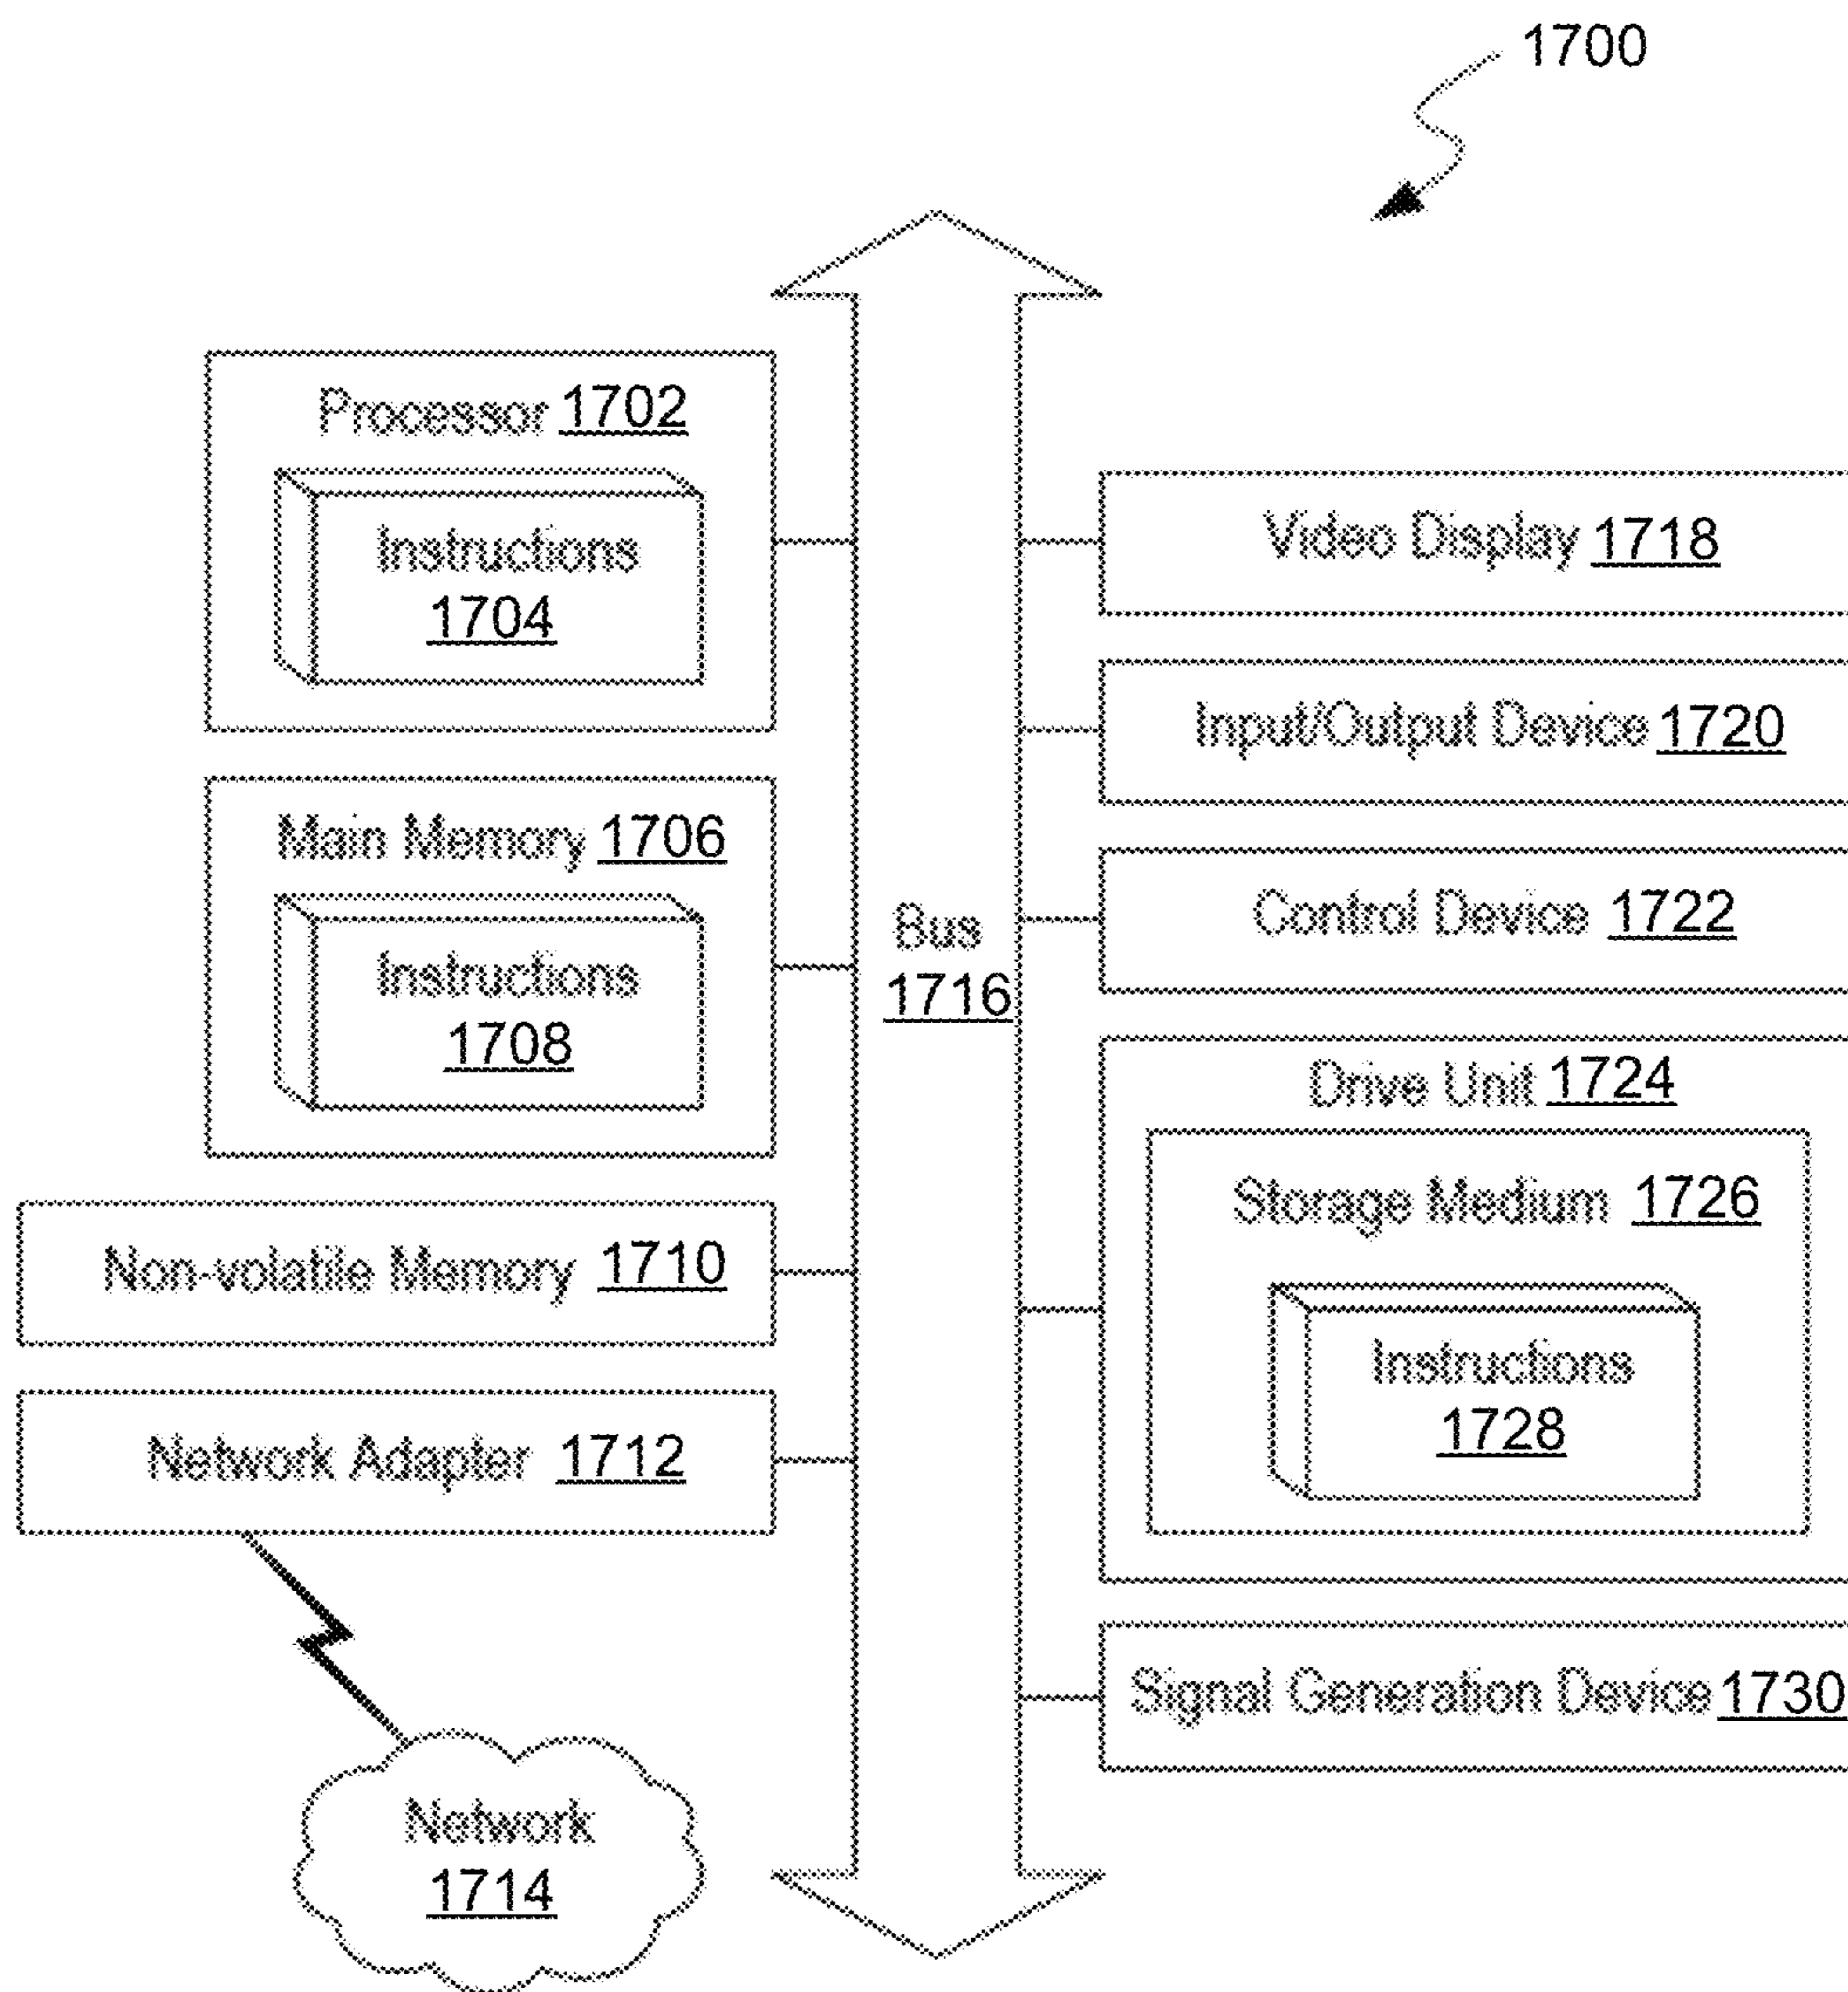 1700
Processor 1702
Instructions
1704
Main Memory 1706
Instructions
1708
Non-volatile Memory 1710
Network Adapter 1712
Network
1714
Bus
1716
Video Display 1718
Input/Output Device 1720
Control Device 1722
Drive Unit 1724
Storage Medium 1726
Instructions
1728
Signal Generation Device 1730